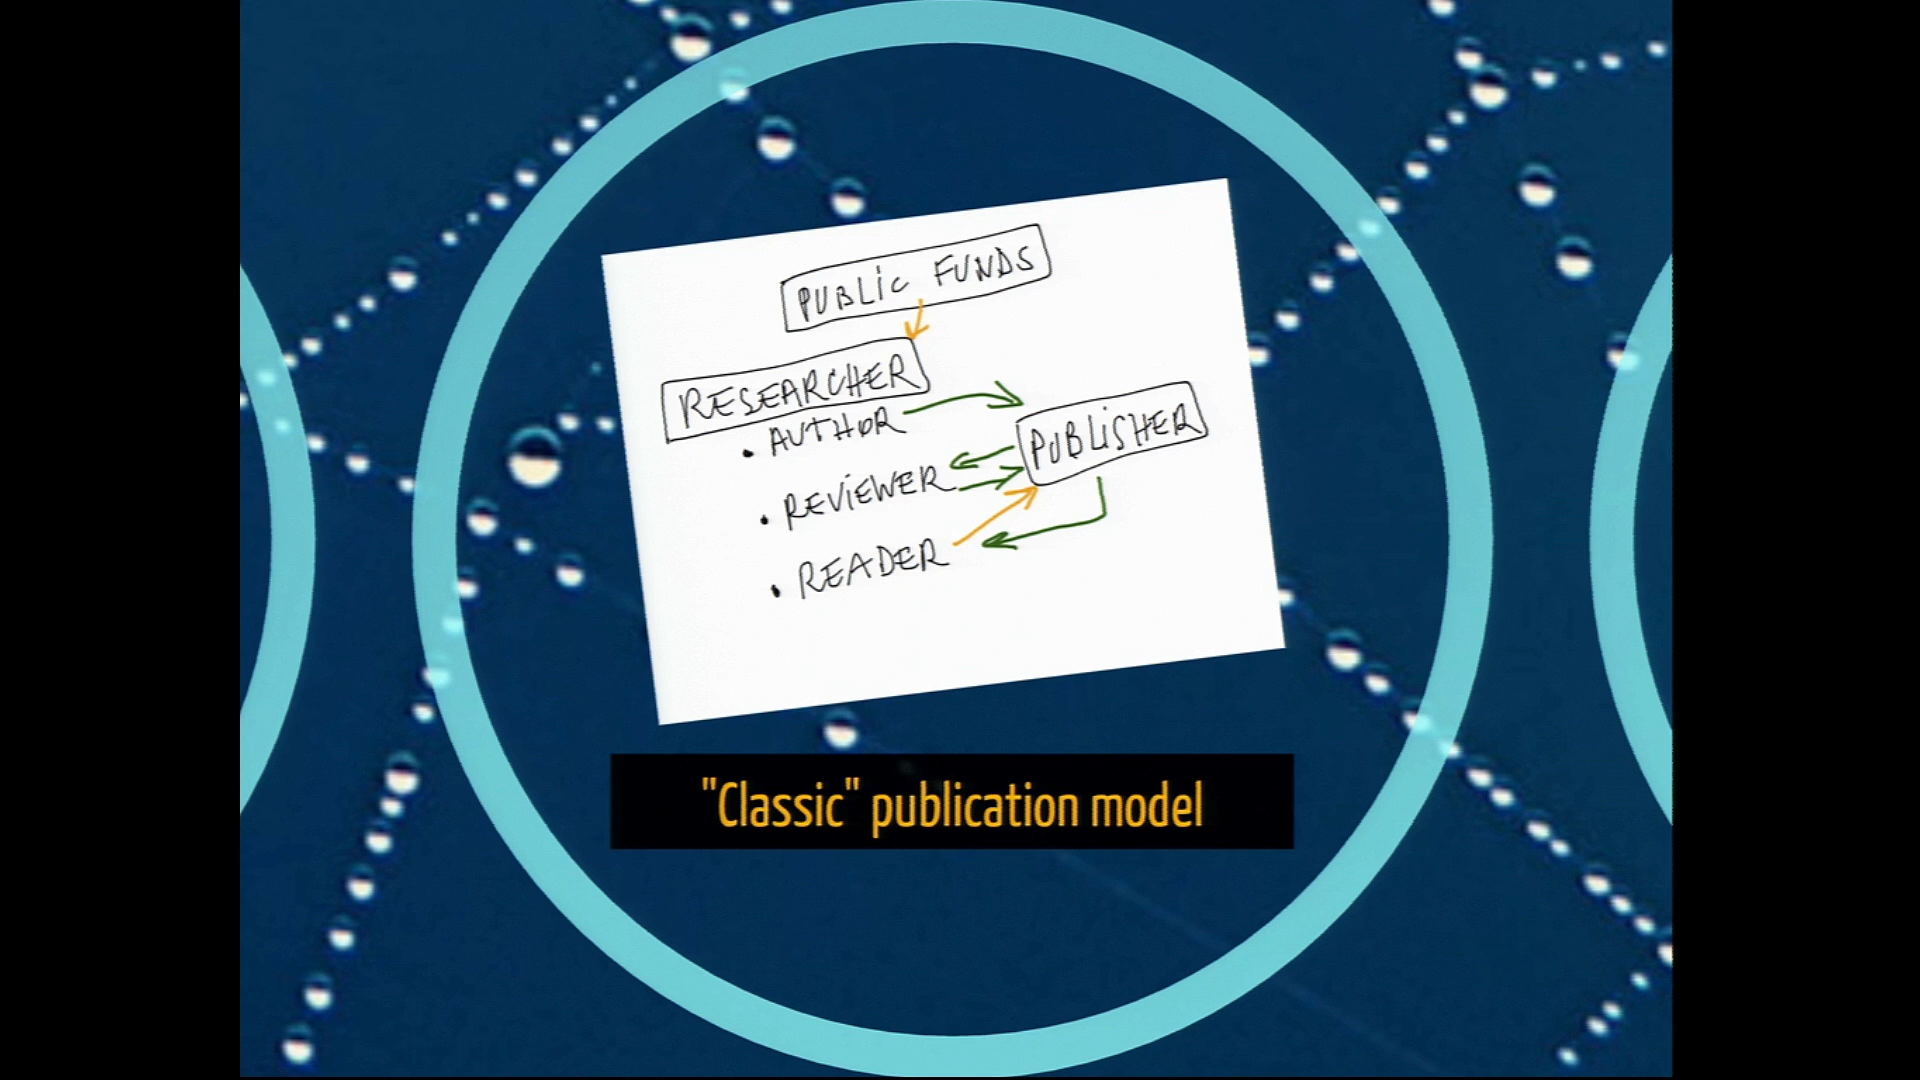 PUBLIC FUNDS
RESEARCHER
• AUTHOR
PUBLISHER
• REVIEWER
• READER
"Classic" publication model